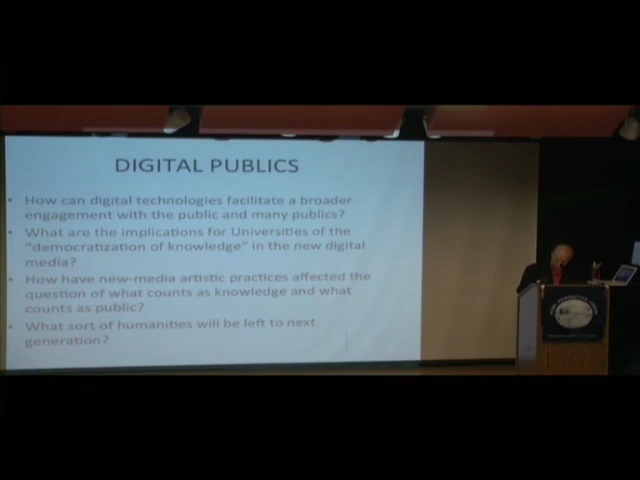 DIGITAL PUBLICS
• How can digital technologies facilitate a broader
engagement with the public and many publics?
• What are the implications for Universities of the
"democratization of knowledge" in the new digital
media?
• How have new-media artistic practices affected the
question of what counts as knowledge and what
counts as public?
• What sort of humanities will be left to next
generation?